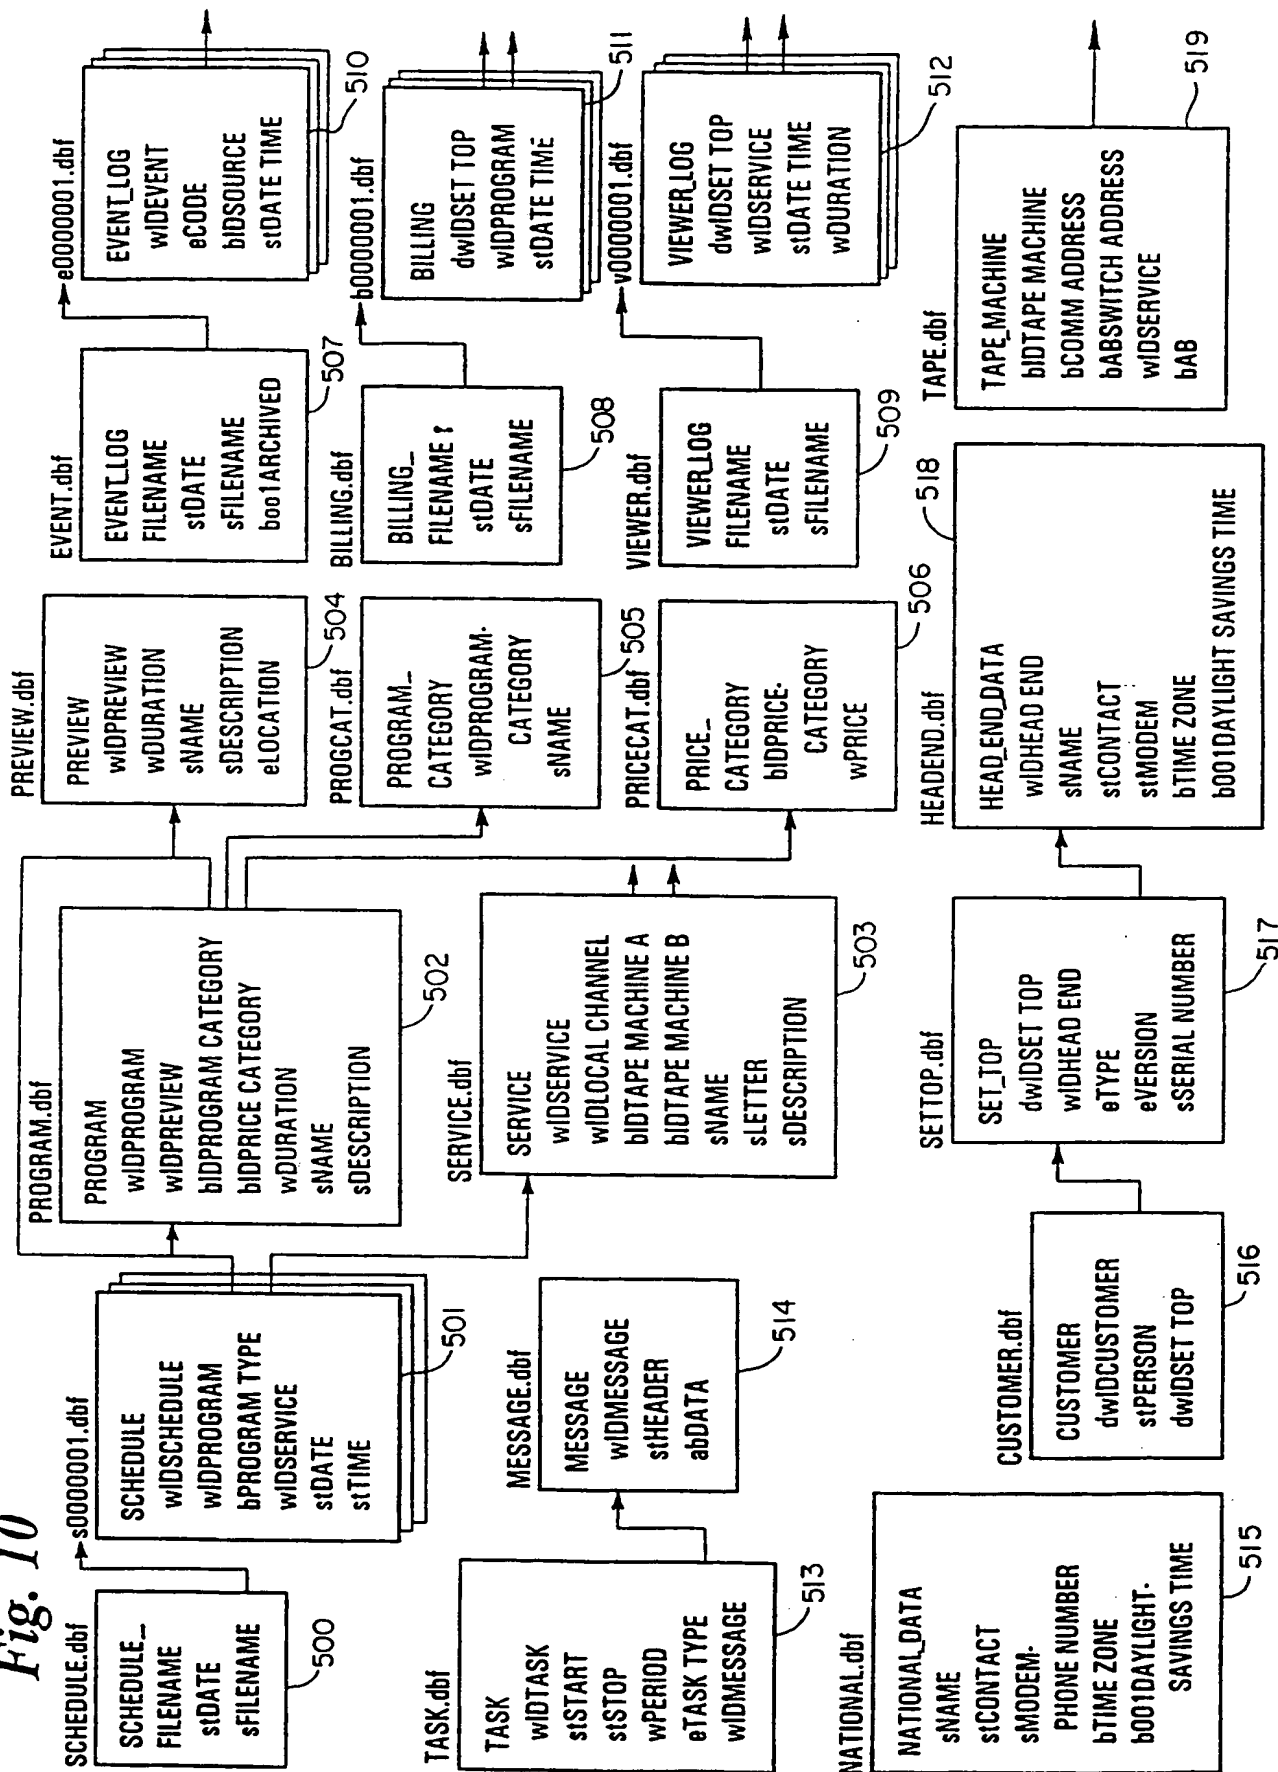 Fig. 10
SCHEDULE.dbf
SCHEDULE_
FILENAME
stDATE
sFILENAME
500
s0000001.dbf
SCHEDULE
wIDSCHEDULE
wIDPROGRAM
bPROGRAM TYPE
wIDSERVICE
stDATE
stTIME
501
PROGRAM.dbf
PROGRAM
wIDPROGRAM
wIDPREVIEW
bIDPROGRAM CATEGORY
bIDPRICE CATEGORY
wDURATION
sNAME
sDESCRIPTION
502
PREVIEW.dbf
PREVIEW
wIDPREVIEW
wDURATION
sNAME
sDESCRIPTION
eLOCATION
504
EVENT.dbf
EVENT_LOG
FILENAME
stDATE
sFILENAME
boo1ARCHIVED
507
e0000001.dbf
EVENT_LOG
wIDEVENT
eCODE
bIDSOURCE
stDATE TIME
510
PROGCAT.dbf
PROGRAM_
CATEGORY
wIDPROGRAM-
CATEGORY
sNAME
505
BILLING.dbf
BILLING_
FILENAME
stDATE
sFILENAME
508
b0000001.dbf
BILLING
dwIDSET TOP
wIDPROGRAM
stDATE TIME
511
TASK.dbf
TASK
wIDTASK
stSTART
stSTOP
wPERIOD
eTASK TYPE
wIDMESSAGE
513
MESSAGE.dbf
MESSAGE
wIDMESSAGE
stHEADER
abDATA
514
SERVICE.dbf
SERVICE
wIDSERVICE
wIDLOCAL CHANNEL
bIDTAPE MACHINE A
bIDTAPE MACHINE B
sNAME
sLETTER
sDESCRIPTION
503
PRICECAT.dbf
PRICE_
CATEGORY
bIDPRICE-
CATEGORY
wPRICE
506
VIEWER.dbf
VIEWER_LOG
FILENAME
stDATE
sFILENAME
509
v0000001.dbf
VIEWER_LOG
dwIDSET TOP
wIDSERVICE
stDATE TIME
wDURATION
512
NATIONAL.dbf
NATIONAL_DATA
sNAME
stCONTACT
sMODEM-
PHONE NUMBER
bTIME ZONE
b001DAYLIGHT-
SAVINGS TIME
515
CUSTOMER.dbf
CUSTOMER
dwIDCUSTOMER
stPERSON
dwIDSET TOP
516
SETTOP.dbf
SET_TOP
dwIDSET TOP
wIDHEAD END
eTYPE
eVERSION
sSERIAL NUMBER
517
HEADEND.dbf
HEAD_END_DATA
wIDHEAD END
sNAME
stCONTACT
stMODEM
bTIME ZONE
b001DAYLIGHT SAVINGS TIME
518
TAPE.dbf
TAPE_MACHINE
bIDTAPE MACHINE
bCOMM ADDRESS
bABSWITCH ADDRESS
wIDSERVICE
bAB
519